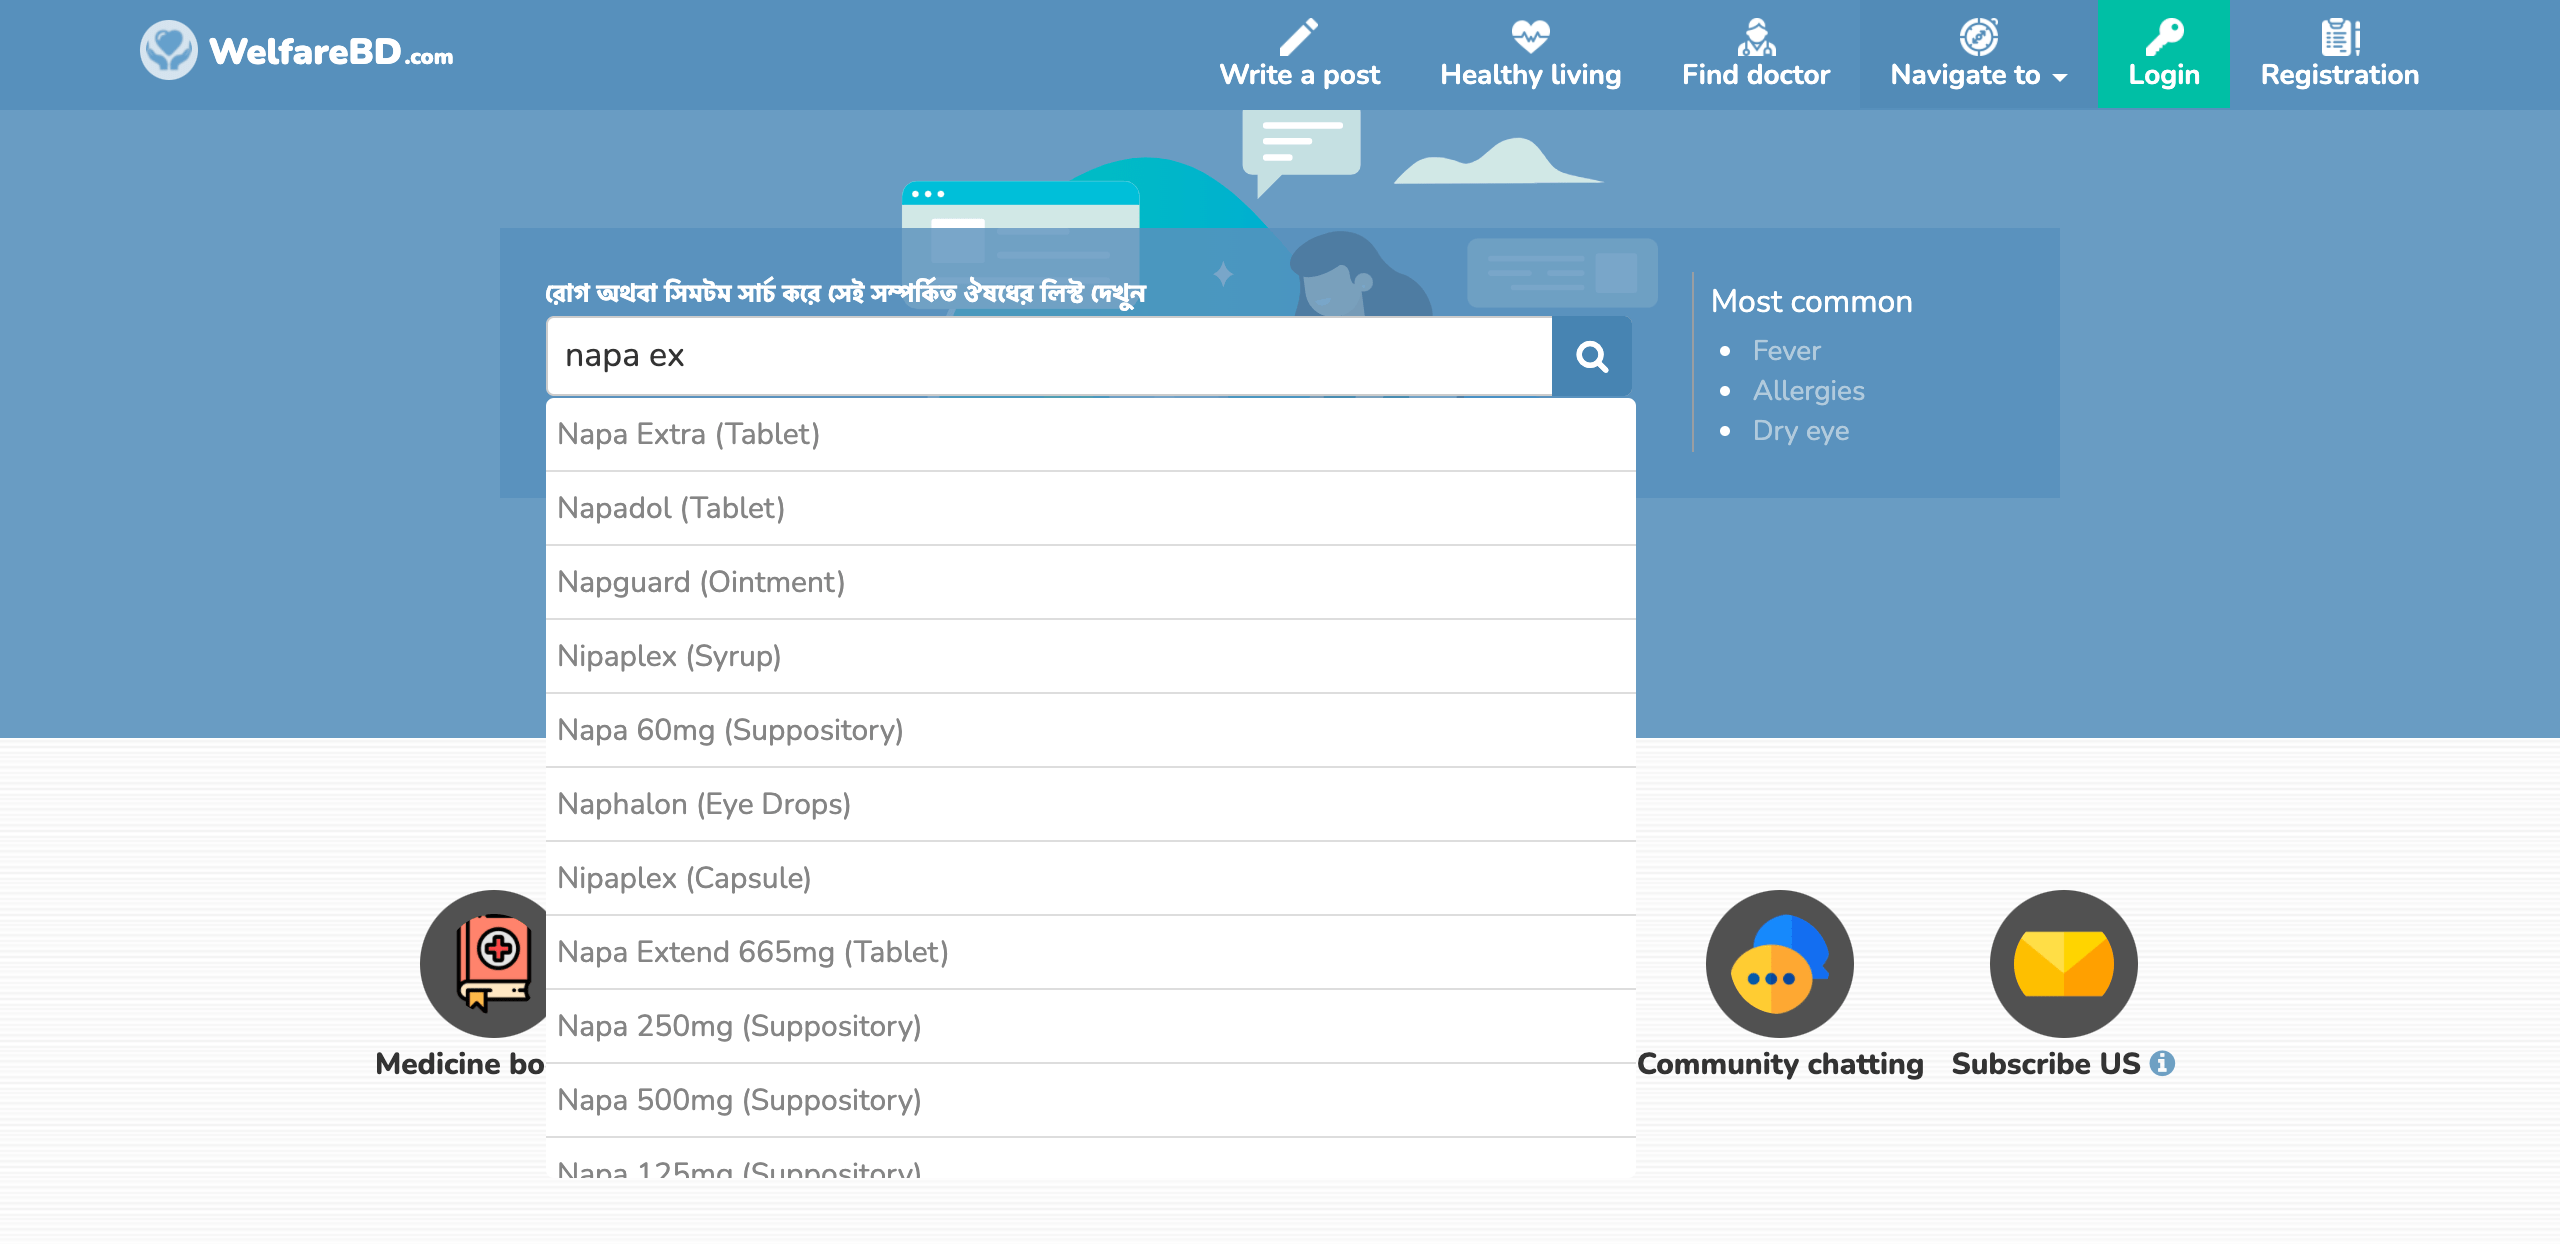 WelfareBD.com
Write a post
Healthy living
Find doctor
Navigate to
Login
Registration
রোগ অথবা সিমটম সার্চ করে সেই সম্পর্কিত ঔষধের লিস্ট দেখুন
napa ex
Most common
Fever
Allergies
Dry eye
Napa Extra (Tablet)
Napadol (Tablet)
Napguard (Ointment)
Nipaplex (Syrup)
Napa 60mg (Suppository)
Naphalon (Eye Drops)
Nipaplex (Capsule)
Napa Extend 665mg (Tablet)
Napa 250mg (Suppository)
Napa 500mg (Suppository)
Napa 125mg (Suppository)
Medicine bo
Community chatting
Subscribe US